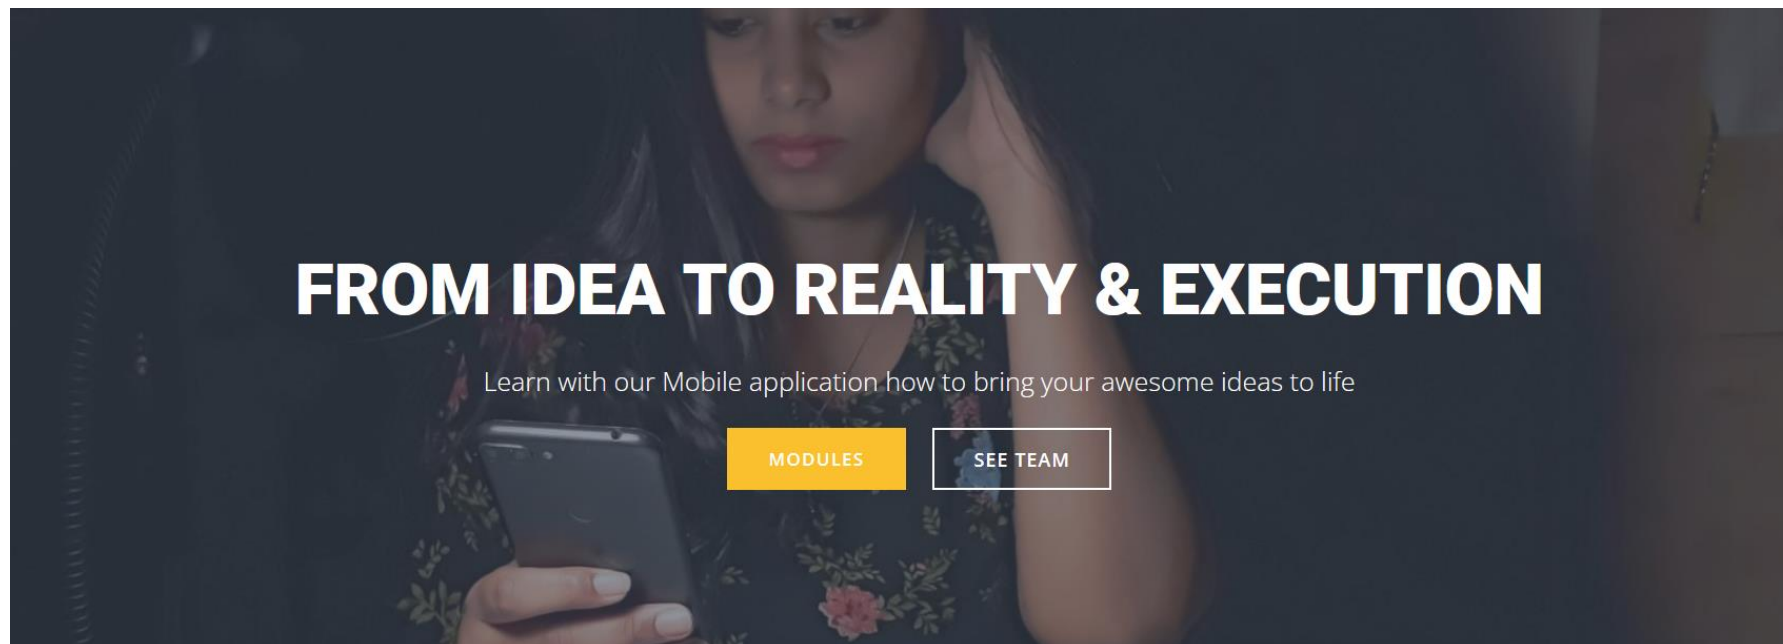 FROM IDEA TO REALITY & EXECUTION
Learn with our Mobile application how to bring your awesome ideas to life
MODULES
SEE TEAM